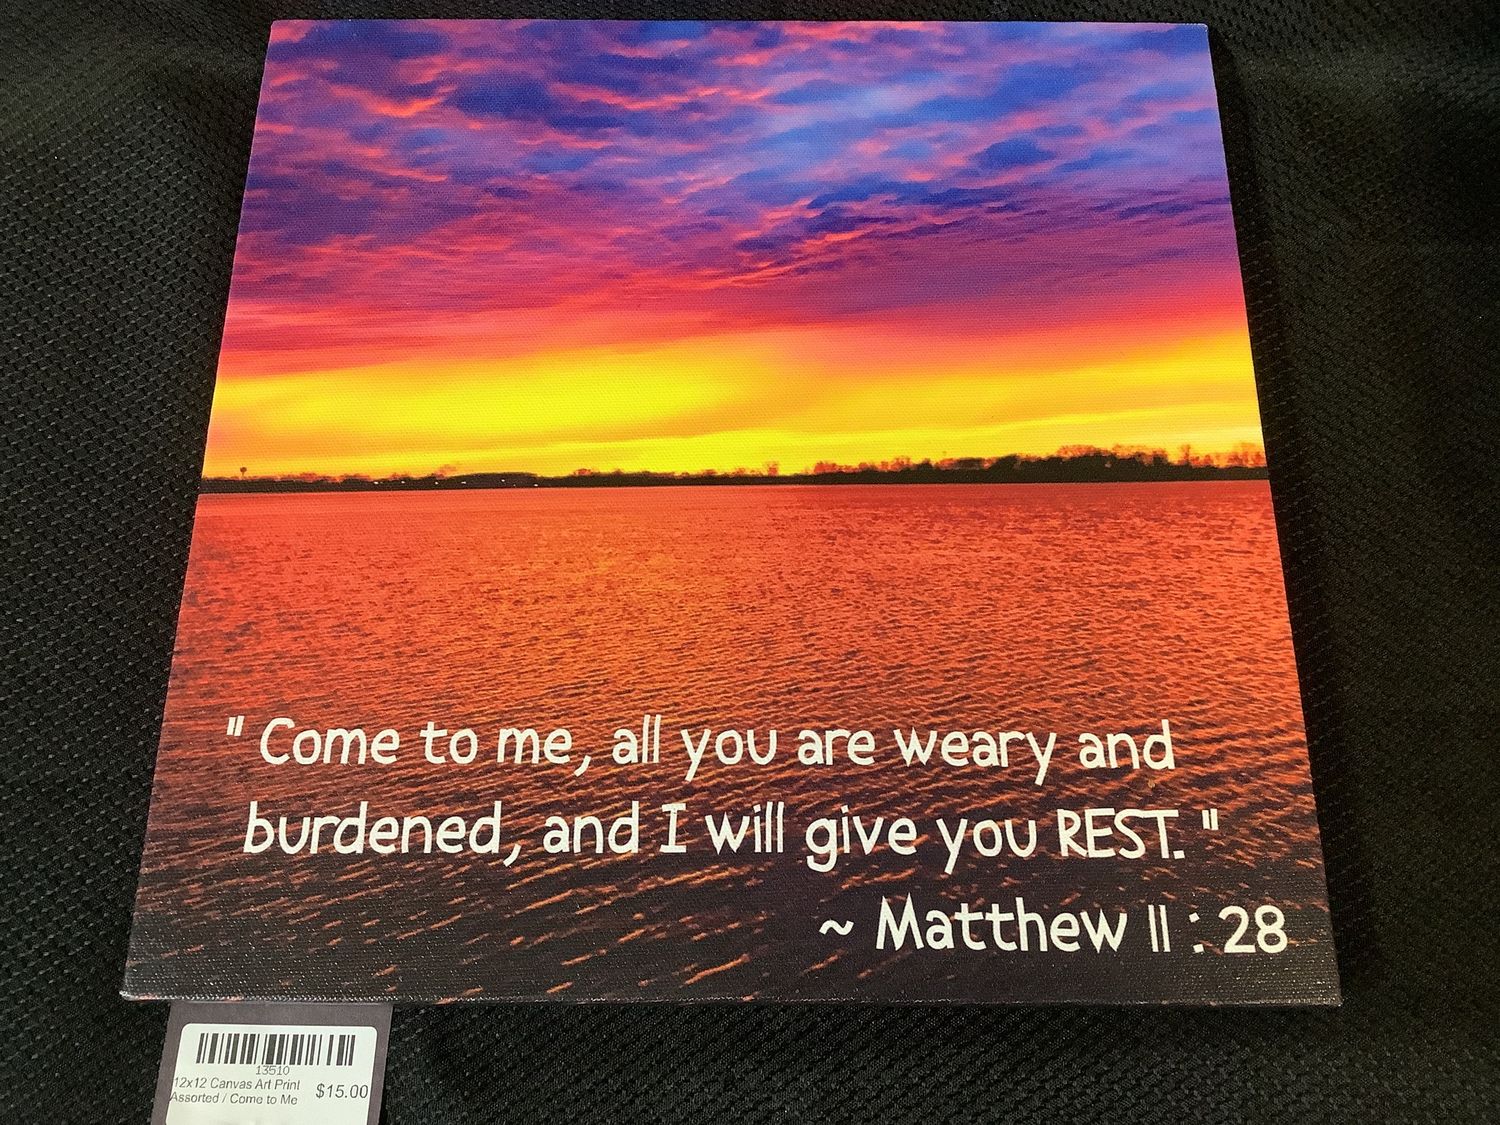 " Come to me, all you are weary and
burdened, and I will give you REST. "
~ Matthew 11 : 28
13510
12x12 Canvas Art Print
$15.00
Assorted / Come to Me